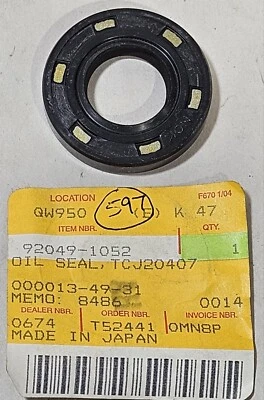 LOCATION F670 1/04
QW950 597 (E) K 47
ITEM NBR. QTY.
92049-1052 1
OIL SEAL,TCJ20407
000013-49-31
MEMO: 8486 0014
DEALER NBR. ORDER NBR. INVOICE NBR.
0674 T52441 0MN8P
MADE IN JAPAN